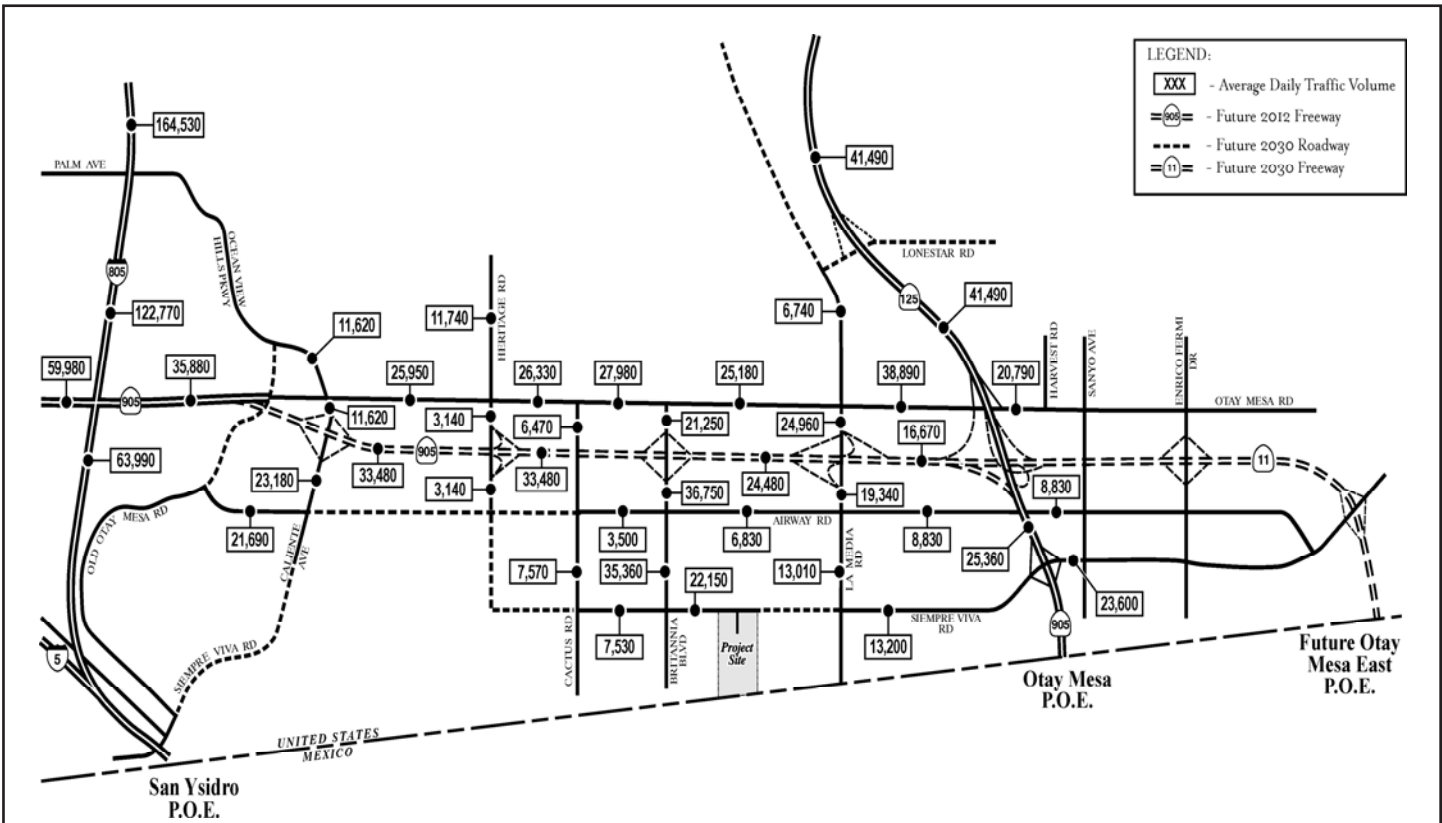 LEGEND:
XXX - Average Daily Traffic Volume
905 - Future 2012 Freeway
- Future 2030 Roadway
11 - Future 2030 Freeway
164,530
PALM AVE
OCEAN VIEW
HILLS PKWY
805
122,770
59,980
905
35,880
63,990
11,620
11,620
25,950
HERITAGE RD
11,740
26,330
27,980
25,180
6,740
41,490
LONESTAR RD
125
41,490
38,890
20,790
HARVEST RD
SANYO AVE
ENRICO FERMI
DR
OTAY MESA RD
3,140
6,470
21,250
24,960
16,670
905
33,480
33,480
24,480
11
23,180
3,140
36,750
19,340
8,830
OLD OTAY MESA RD
21,690
CALIENTE
AVE
3,500
6,830
AIRWAY RD
8,830
25,360
7,570
35,360
22,150
13,010
LA MEDIA
RD
23,600
SIEMPRE VIVA RD
CACTUS RD
7,530
BRITANNIA
BLVD
Project
Site
13,200
SIEMPRE VIVA
RD
905
5
UNITED STATES
MEXICO
San Ysidro
P.O.E.
Otay Mesa
P.O.E.
Future Otay
Mesa East
P.O.E.